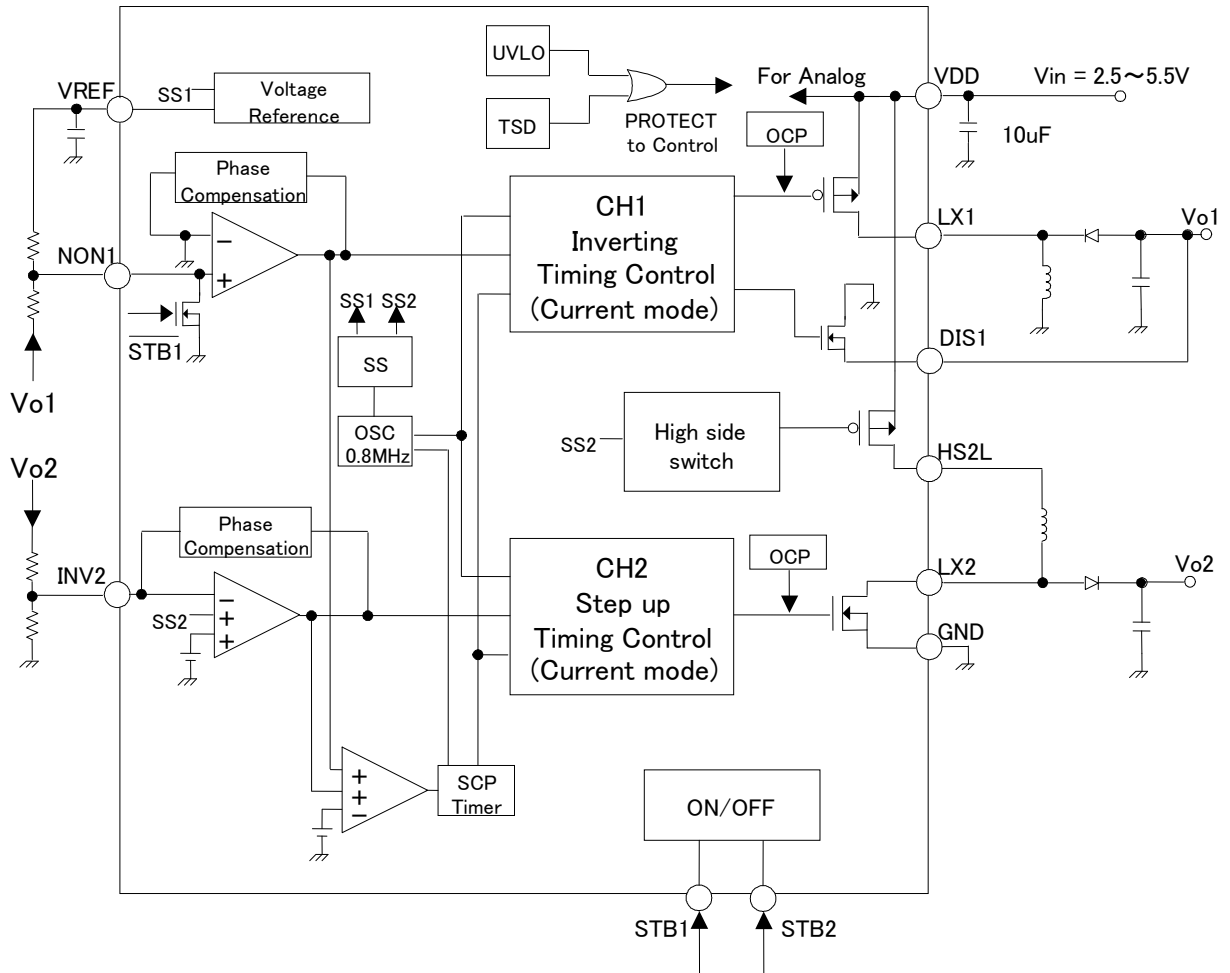 UVLO
TSD
PROTECT
to Control
For Analog
VDD
Vin = 2.5～5.5V
10uF
VREF
SS1
Voltage
Reference
OCP
Phase
Compensation
−
+
NON1
STB1
Vo1
CH1
Inverting
Timing Control
(Current mode)
LX1
Vo1
DIS1
SS1
SS2
SS
OSC
0.8MHz
SS2
High side
switch
HS2L
Vo2
INV2
Phase
Compensation
−
SS2
+
+
CH2
Step up
Timing Control
(Current mode)
OCP
LX2
Vo2
GND
+
+
−
SCP
Timer
ON/OFF
STB1
STB2